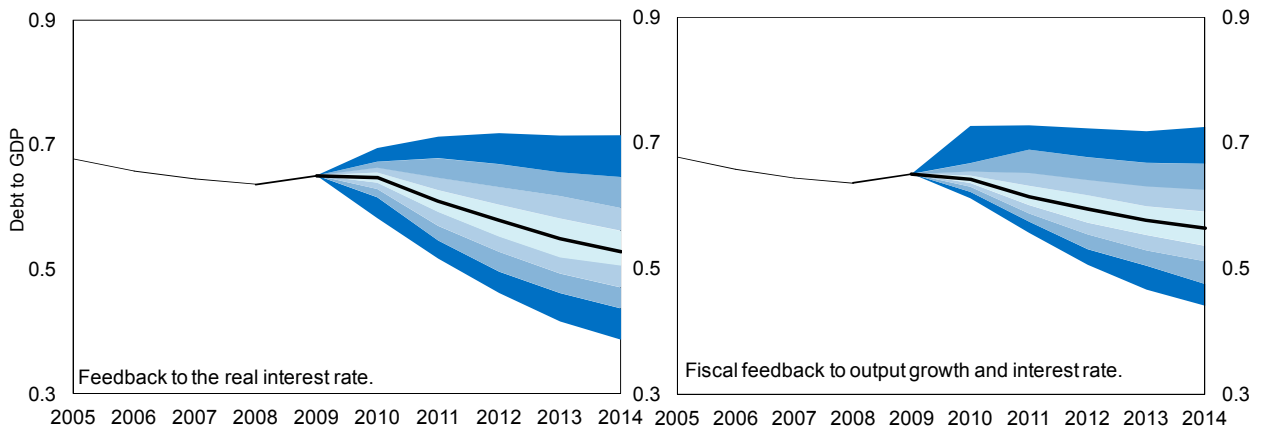 0.9
0.7
0.5
0.3
Debt to GDP
Feedback to the real interest rate.
2005 2006 2007 2008 2009 2010 2011 2012 2013 2014
0.9
0.7
0.5
0.3
0.9
0.7
0.5
0.3
Fiscal feedback to output growth and interest rate.
2005 2006 2007 2008 2009 2010 2011 2012 2013 2014